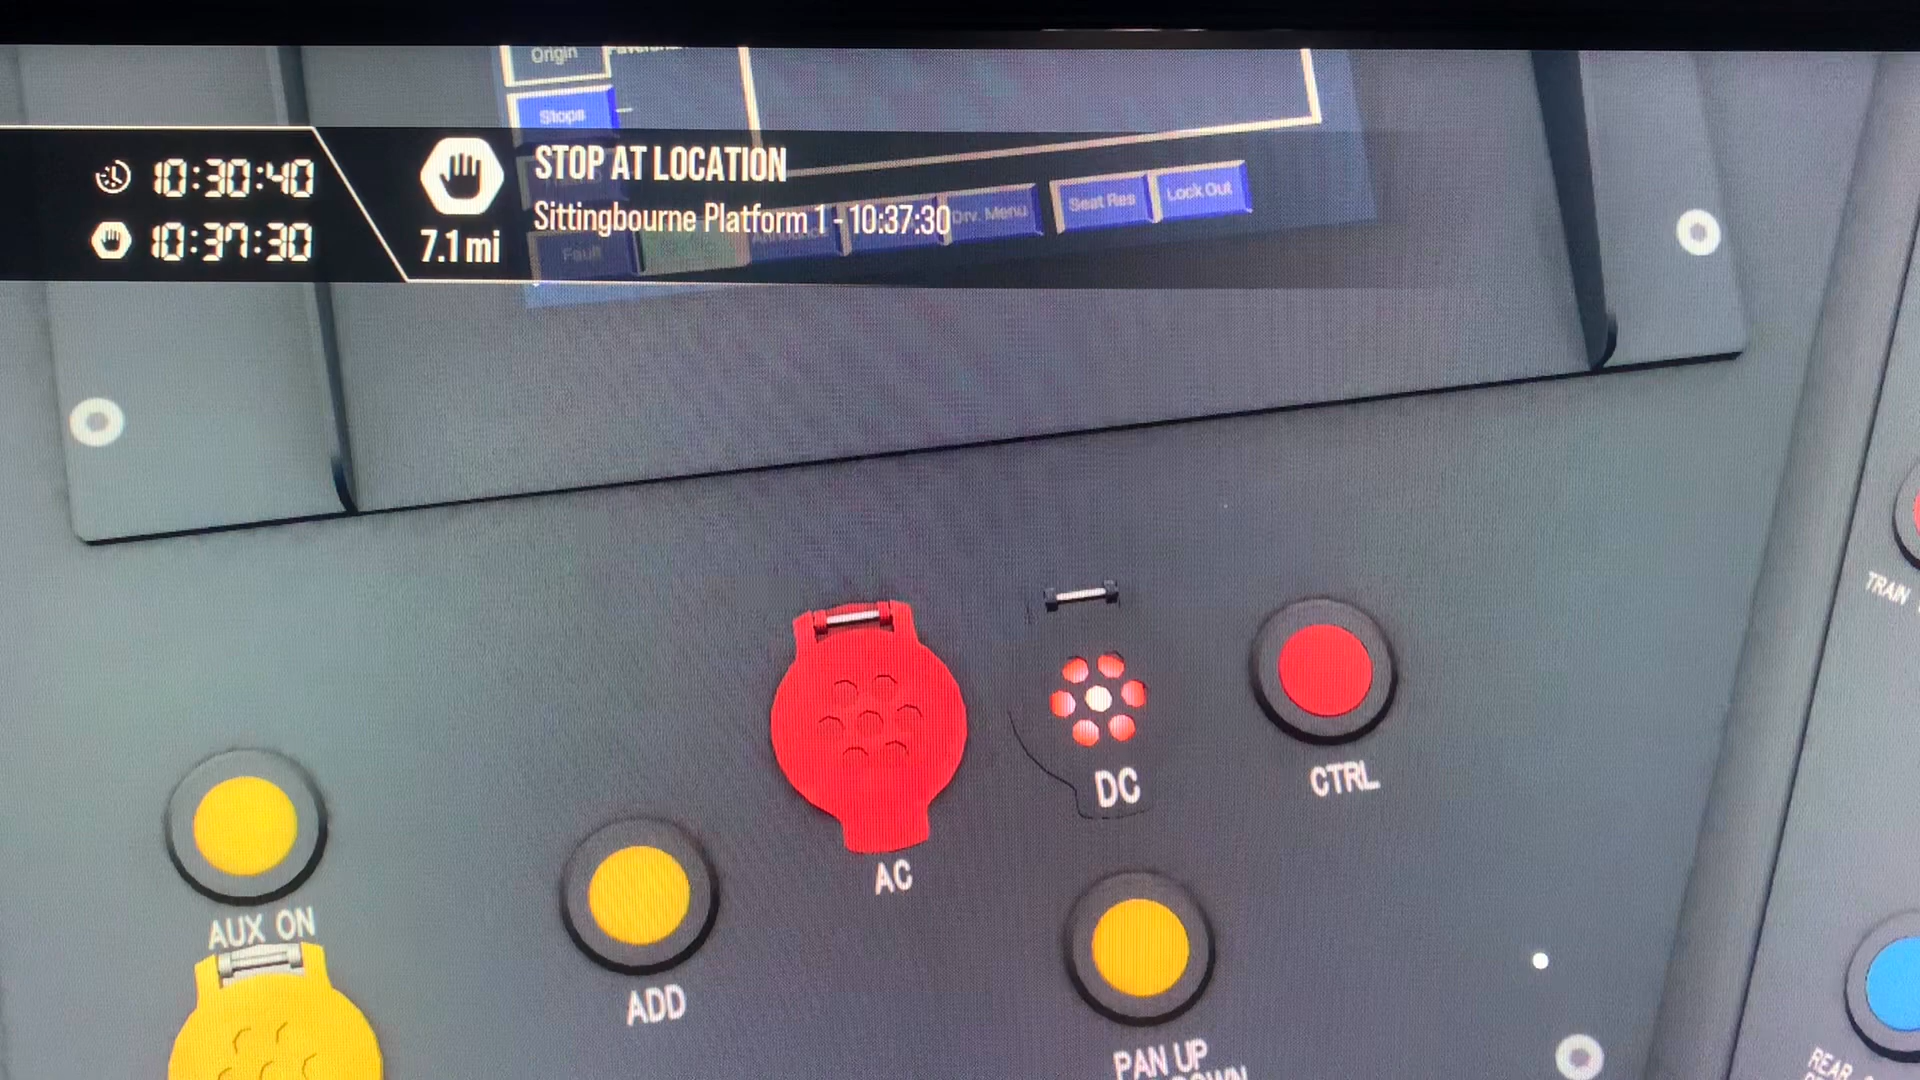 Origin
Stops
10:30:40
10:37:30
7.1 mi
STOP AT LOCATION
Sittingbourne Platform 1 - 10:37:30
Drv. Menu
Seat Res
Lock Out
Fault
TRAIN
DC
CTRL
AC
AUX ON
ADD
PAN UP
REAR